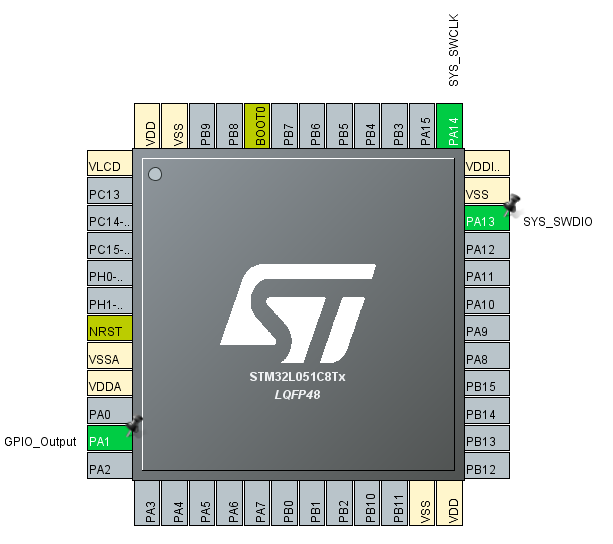 SYS_SWCLK
VDD
VSS
PB9
PB8
BOOT0
PB7
PB6
PB5
PB4
PB3
PA15
PA14
VLCD
PC13
PC14-..
PC15-..
PH0-..
PH1-..
NRST
VSSA
VDDA
PA0
GPIO_Output
PA1
PA2
ST
STM32L051C8Tx
LQFP48
VDDI..
VSS
PA13
SYS_SWDIO
PA12
PA11
PA10
PA9
PA8
PB15
PB14
PB13
PB12
PA3
PA4
PA5
PA6
PA7
PB0
PB1
PB2
PB10
PB11
VSS
VDD